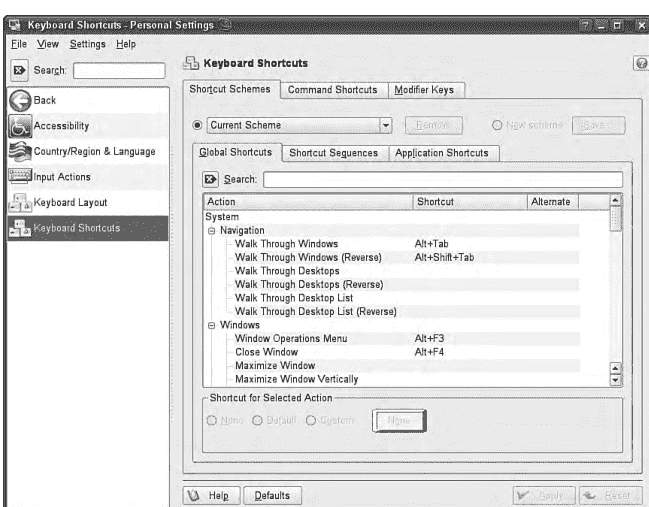 Keyboard Shortcuts - Personal Settings
File View Settings Help
Search:
Back
Accessibility
Country/Region & Language
Input Actions
Keyboard Layout
Keyboard Shortcuts
Keyboard Shortcuts
Shortcut Schemes Command Shortcuts Modifier Keys
Current Scheme Remove New scheme Save...
Global Shortcuts Shortcut Sequences Application Shortcuts
Search:
Action Shortcut Alternate
System
Navigation
Walk Through Windows Alt+Tab
Walk Through Windows (Reverse) Alt+Shift+Tab
Walk Through Desktops
Walk Through Desktops (Reverse)
Walk Through Desktop List
Walk Through Desktop List (Reverse)
Windows
Window Operations Menu Alt+F3
Close Window Alt+F4
Maximize Window
Maximize Window Vertically
Shortcut for Selected Action
None Default Custom None
Help Defaults Apply Reset